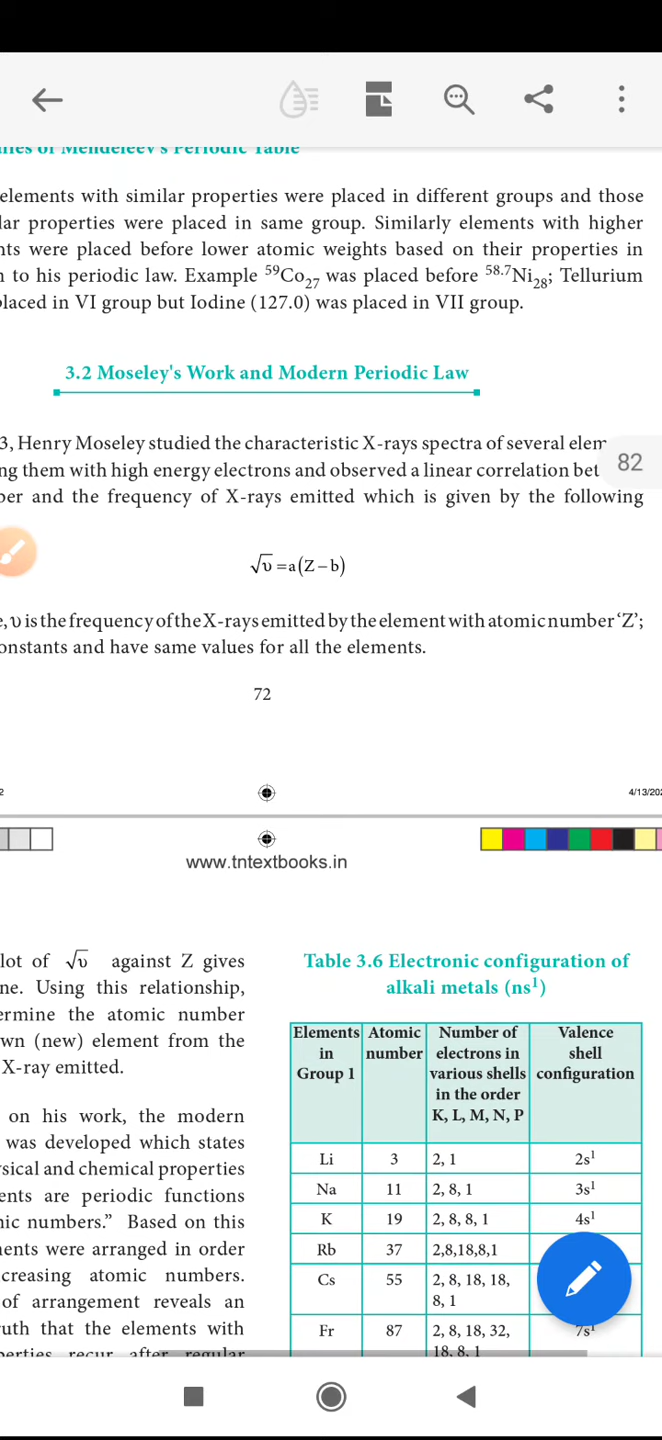 elements with similar properties were placed in different groups and those
properties were placed in same group. Similarly elements with higher
were placed before lower atomic weights based on their properties in
to his periodic law. Example ⁵⁹Co₂₇ was placed before ⁵⁸·⁷Ni₂₈; Tellurium
placed in VI group but Iodine (127.0) was placed in VII group.
3.2 Moseley's Work and Modern Periodic Law
3, Henry Moseley studied the characteristic X-rays spectra of several elem
them with high energy electrons and observed a linear correlation bet
82
and the frequency of X-rays emitted which is given by the following
√υ = a(Z – b)
, υ is the frequency of the X-rays emitted by the element with atomic number ‘Z’;
onstants and have same values for all the elements.
72
2
4/13/202
www.tntextbooks.in
lot of √υ against Z gives
ne. Using this relationship,
ermine the atomic number
wn (new) element from the
X-ray emitted.
on his work, the modern
was developed which states
sical and chemical properties
ents are periodic functions
nic numbers.” Based on this
nents were arranged in order
creasing atomic numbers.
of arrangement reveals an
ruth that the elements with
perties recur after regular
Table 3.6 Electronic configuration of
alkali metals (ns¹)
Elements in Group 1 Atomic number Number of electrons in various shells in the order K, L, M, N, P Valence shell configuration
Li 3 2, 1 2s¹
Na 11 2, 8, 1 3s¹
K 19 2, 8, 8, 1 4s¹
Rb 37 2,8,18,8,1
Cs 55 2, 8, 18, 18,
8, 1
Fr 87 2, 8, 18, 32, 7s¹
18, 8, 1